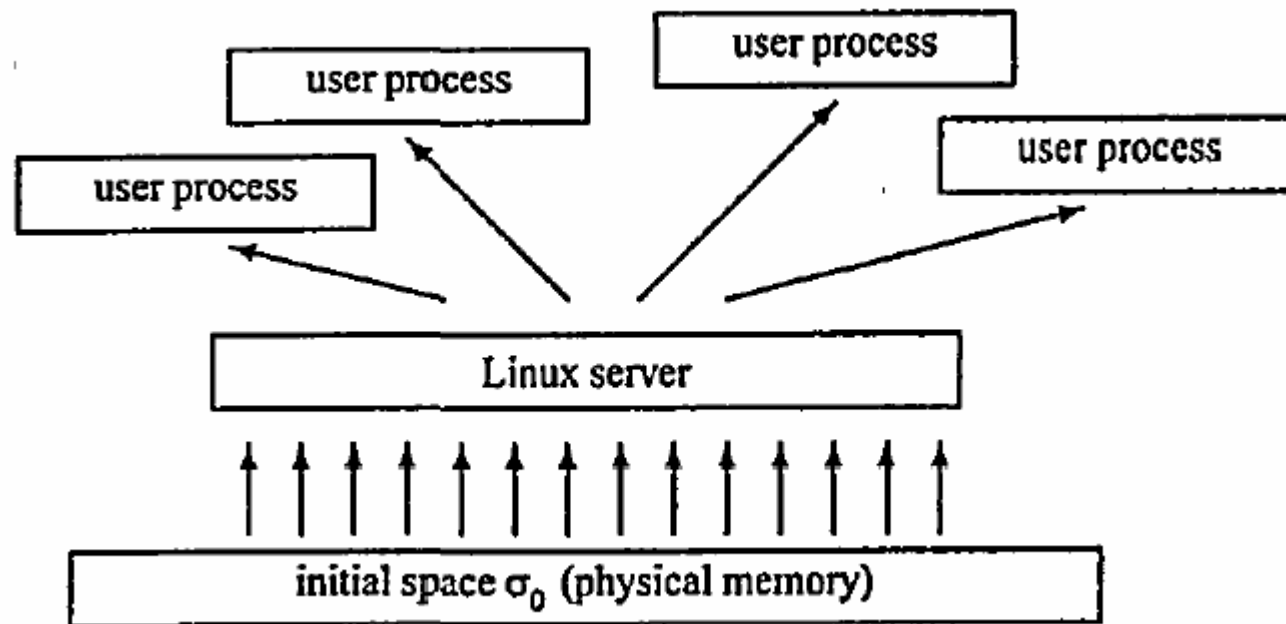 user process
user process
user process
user process
Linux server
initial space σ₀ (physical memory)